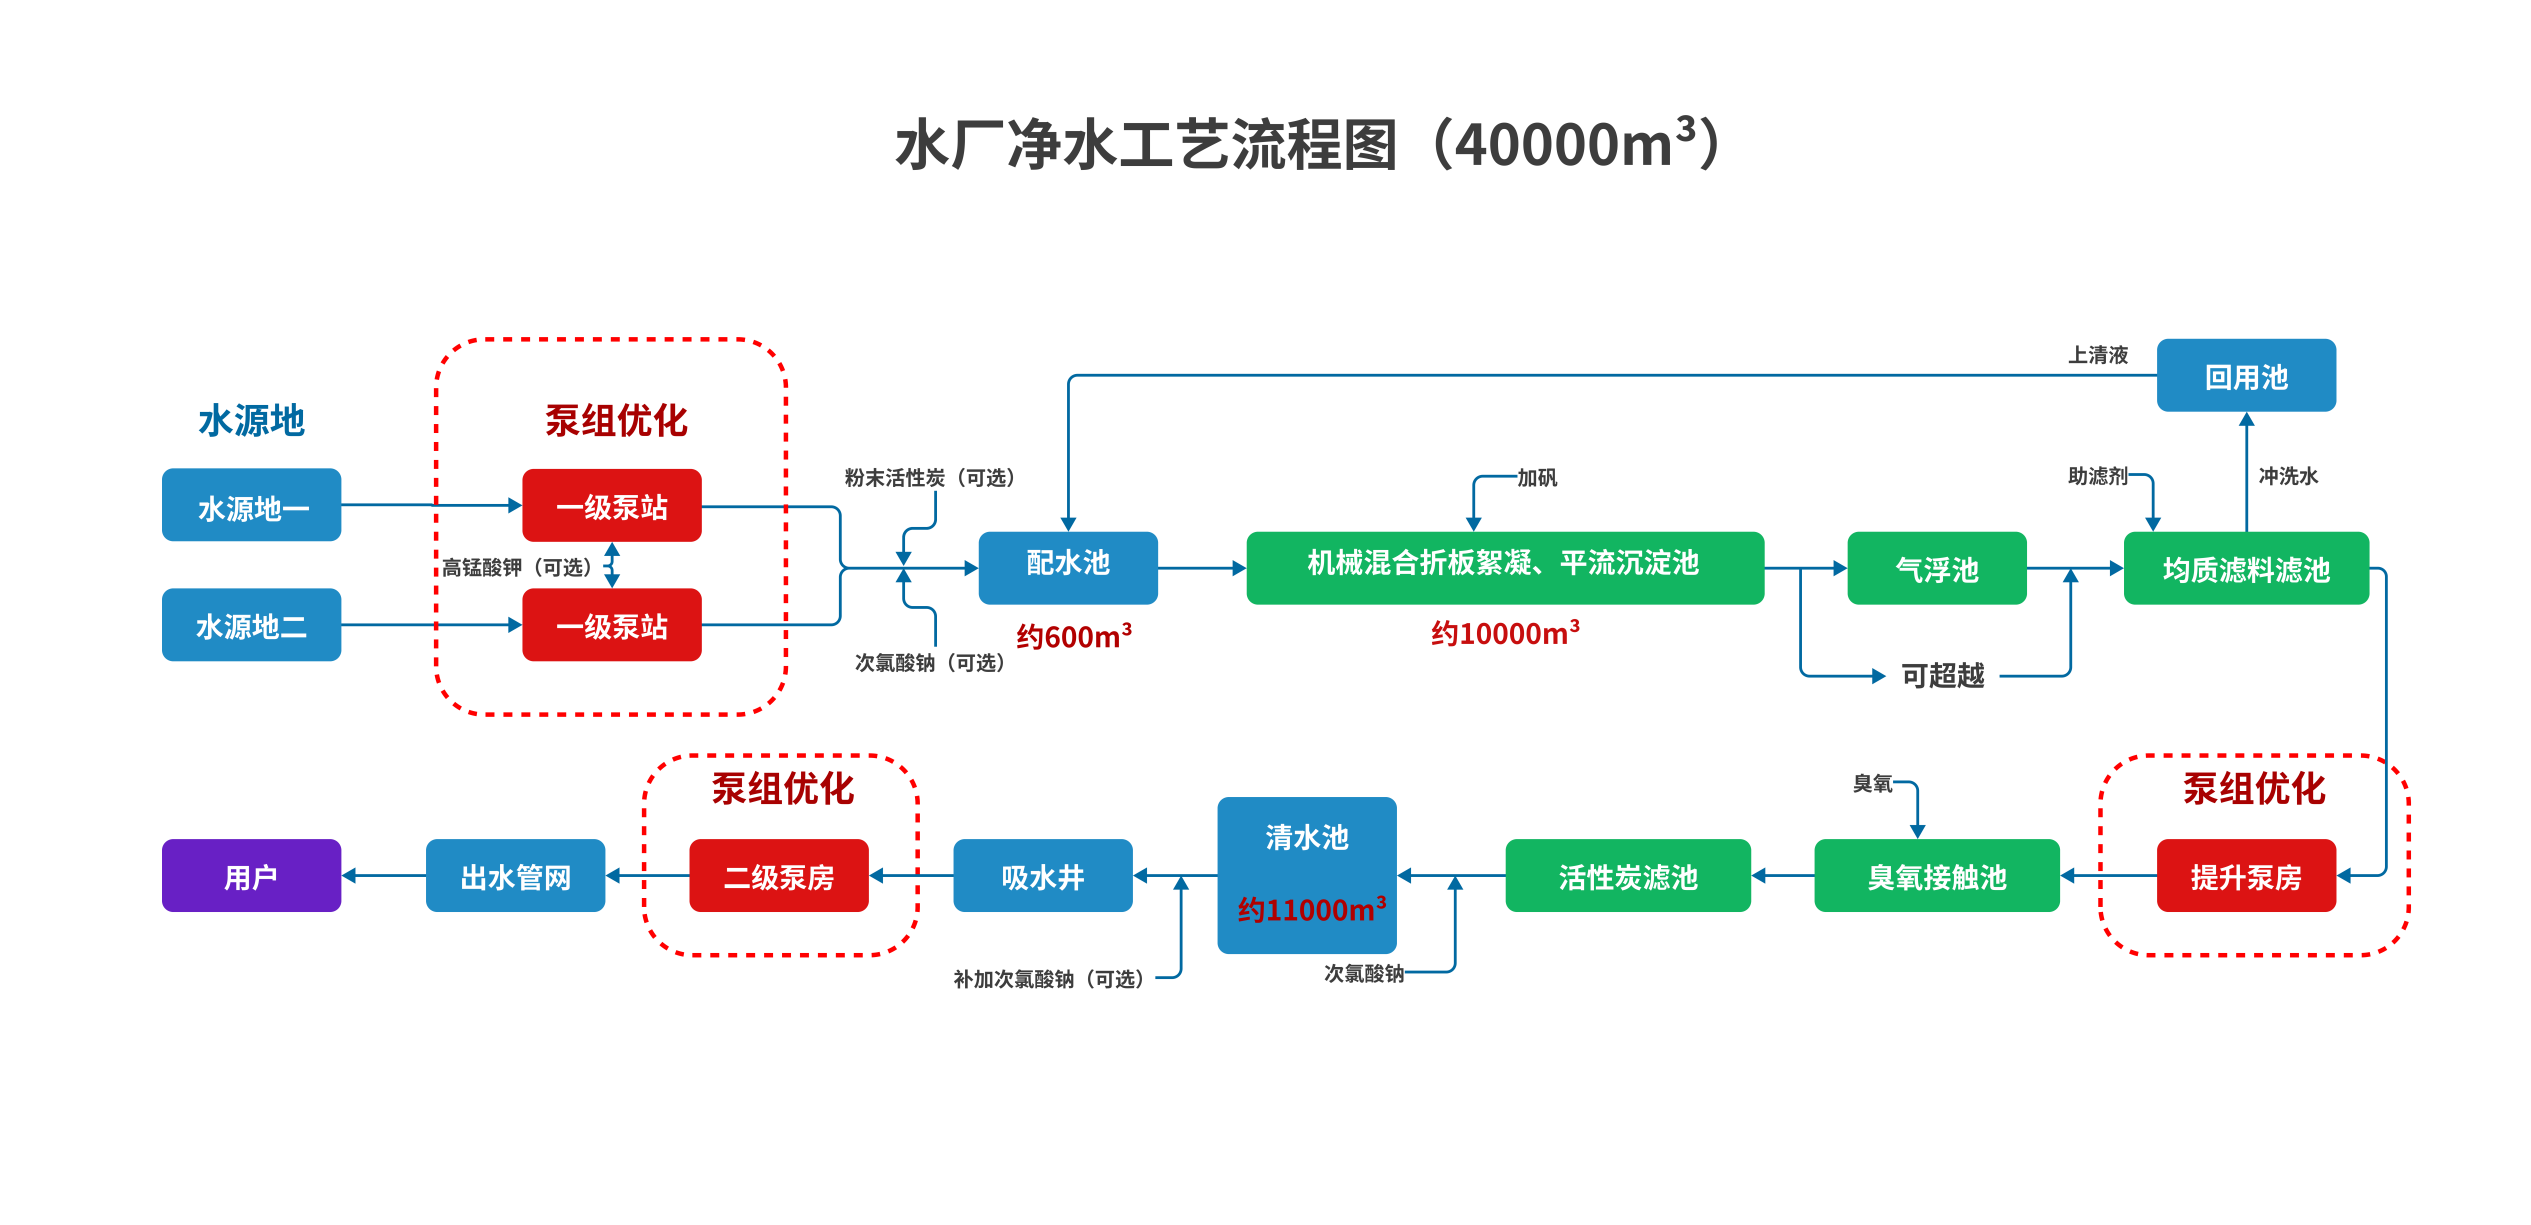 水厂净水工艺流程图（40000m³）
上清液
回用池
水源地
泵组优化
粉末活性炭（可选）
加矾
助滤剂
冲洗水
水源地一
一级泵站
高锰酸钾（可选）
配水池
机械混合折板絮凝、平流沉淀池
气浮池
均质滤料滤池
水源地二
一级泵站
约600m³
约10000m³
次氯酸钠（可选）
可超越
泵组优化
臭氧
泵组优化
清水池
用户
出水管网
二级泵房
吸水井
活性炭滤池
臭氧接触池
提升泵房
约11000m³
补加次氯酸钠（可选）
次氯酸钠